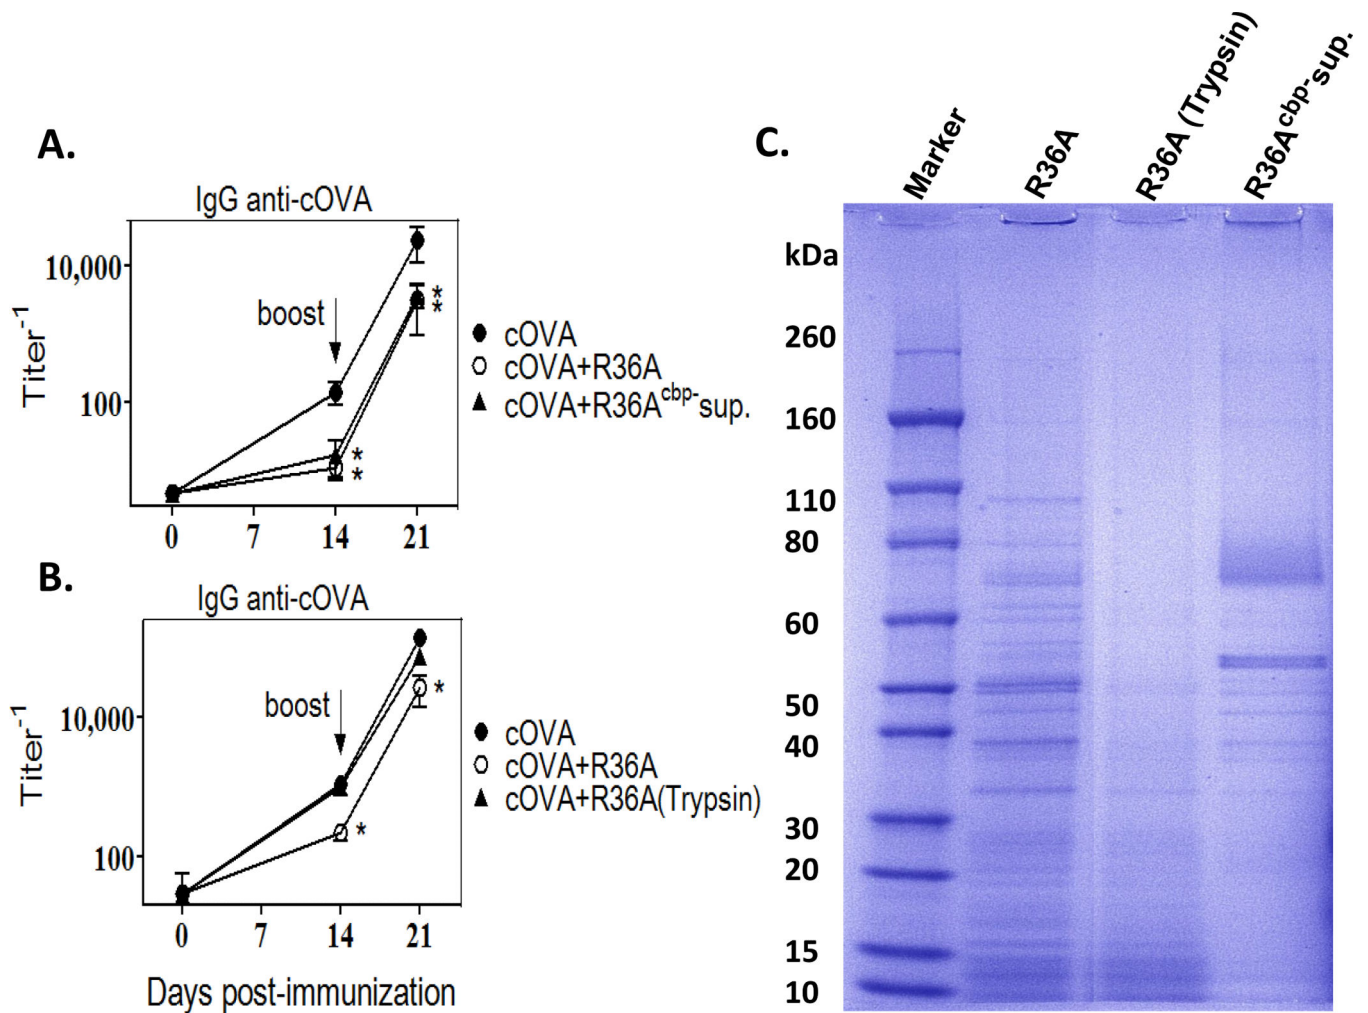 A.
IgG anti-cOVA
10,000
100
Titer-1
boost
0 7 14 21
cOVA
cOVA+R36A
cOVA+R36Acbp-sup.
*
*
*
*
B.
IgG anti-cOVA
10,000
100
Titer-1
boost
0 7 14 21
Days post-immunization
cOVA
cOVA+R36A
cOVA+R36A(Trypsin)
*
*
C.
Marker
R36A
R36A (Trypsin)
R36Acbp-sup.
kDa
260
160
110
80
60
50
40
30
20
15
10